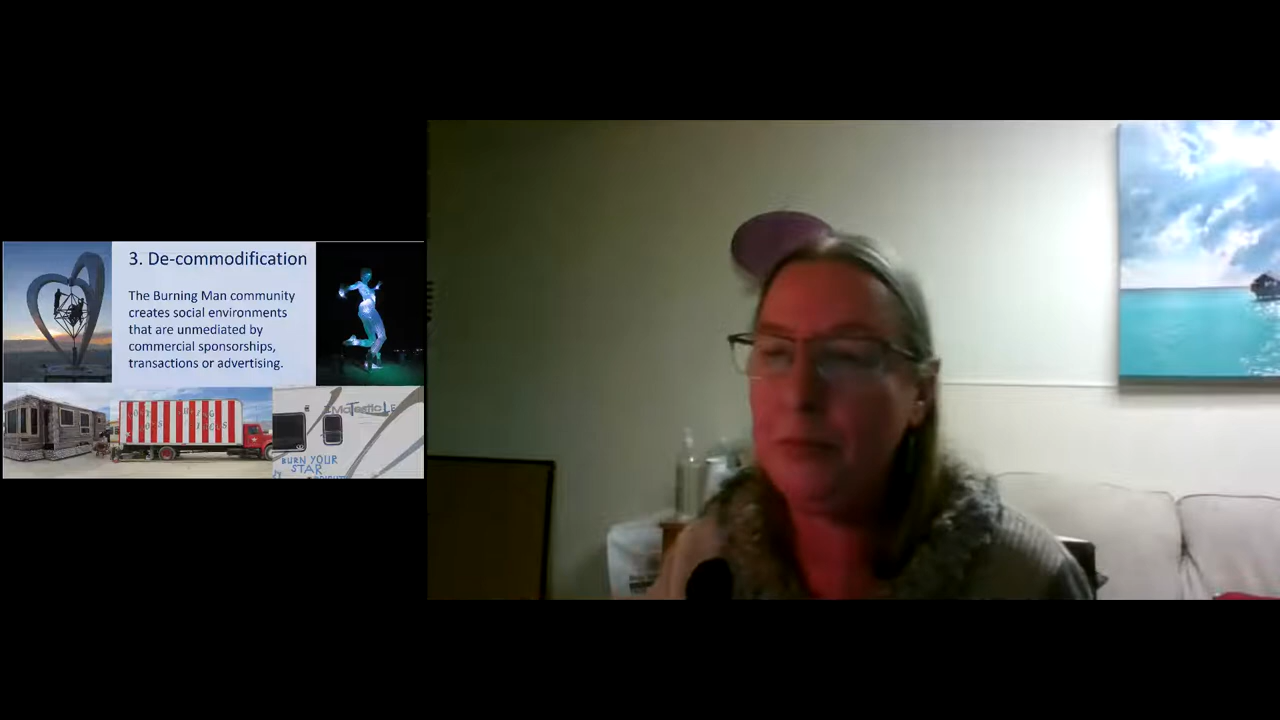 3. De-commodification
The Burning Man community
creates social environments
that are unmediated by
commercial sponsorships,
transactions or advertising.
BURN YOUR
STAR